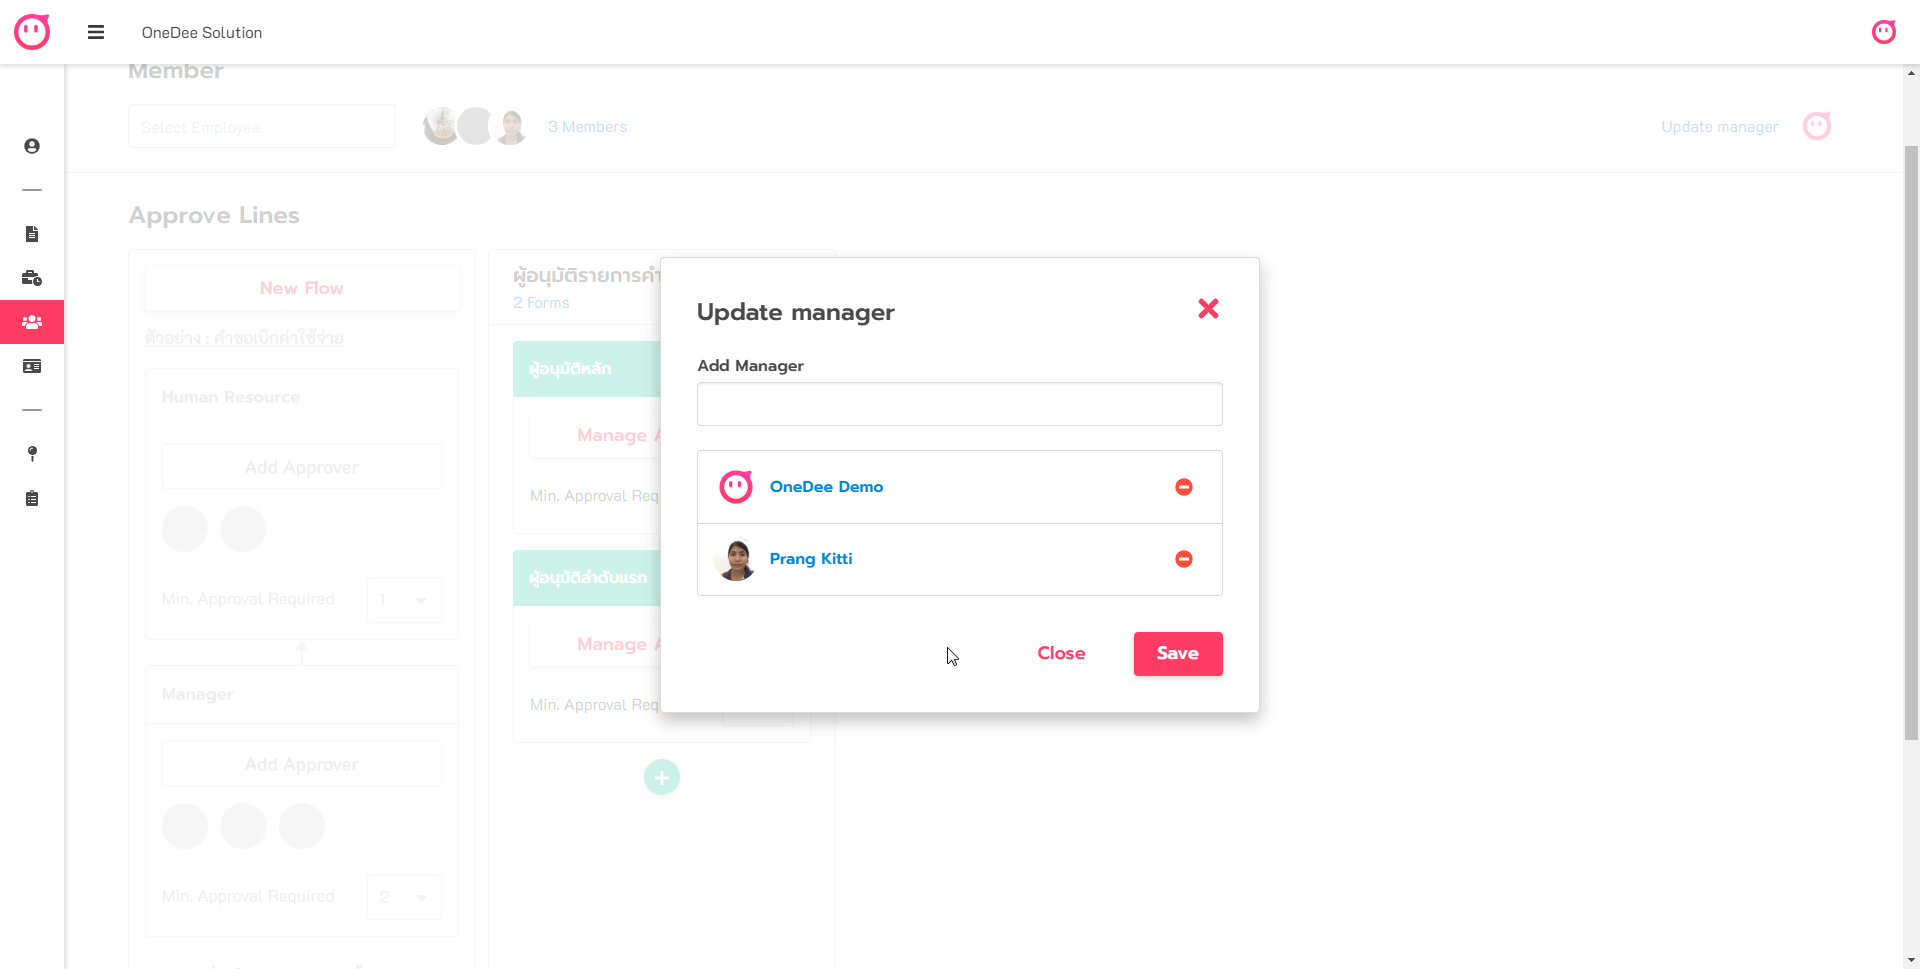 OneDee Solution
Member
Select Employee
3 Members
Update manager
Approve Lines
New Flow
ตัวอย่าง : คำขอเบิกค่าใช้จ่าย
Human Resource
Add Approver
Min. Approval Required
1
Manager
Add Approver
Min. Approval Required
2
ผู้อนุมัติรายการคำ
2 Forms
ผู้อนุมัติหลัก
Manage A
Min. Approval Req
ผู้อนุมัติลำดับแรก
Manage A
Min. Approval Req
Update manager
Add Manager
OneDee Demo
Prang Kitti
Close
Save